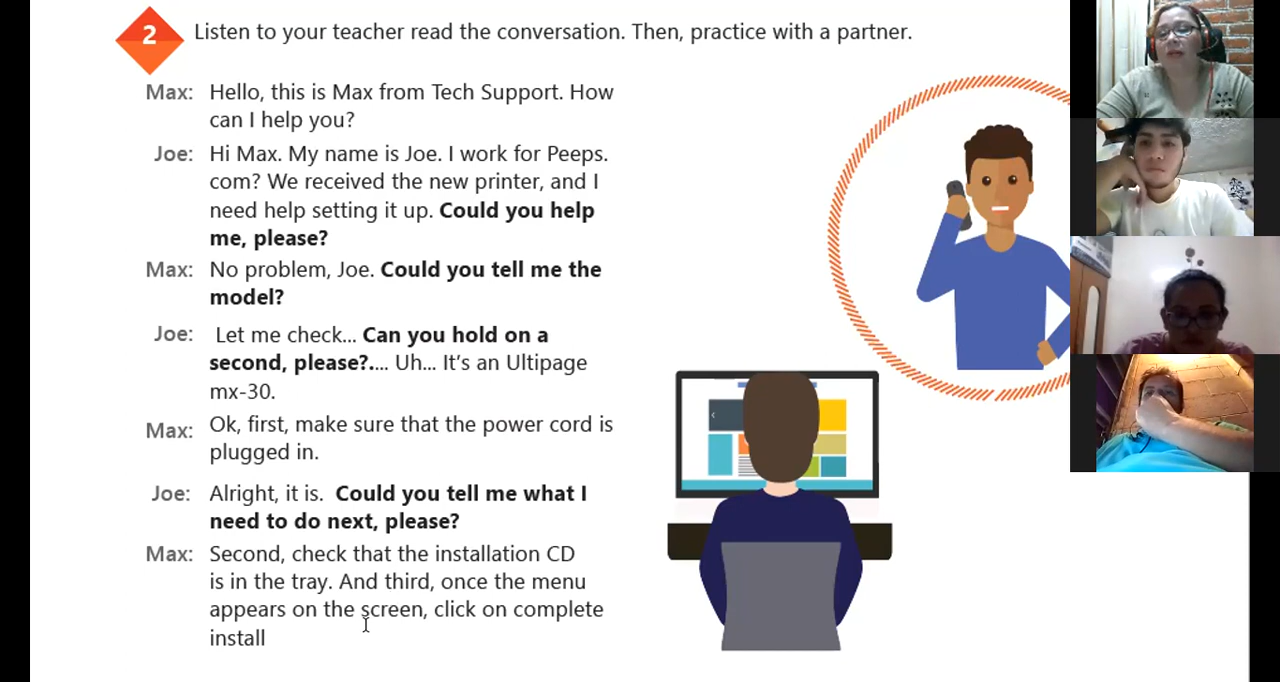 2 Listen to your teacher read the conversation. Then, practice with a partner.
Max: Hello, this is Max from Tech Support. How
can I help you?
Joe: Hi Max. My name is Joe. I work for Peeps.
com? We received the new printer, and I
need help setting it up. Could you help
me, please?
Max: No problem, Joe. Could you tell me the
model?
Joe: Let me check... Can you hold on a
second, please?.... Uh... It's an Ultipage
mx-30.
Max: Ok, first, make sure that the power cord is
plugged in.
Joe: Alright, it is. Could you tell me what I
need to do next, please?
Max: Second, check that the installation CD
is in the tray. And third, once the menu
appears on the screen, click on complete
install